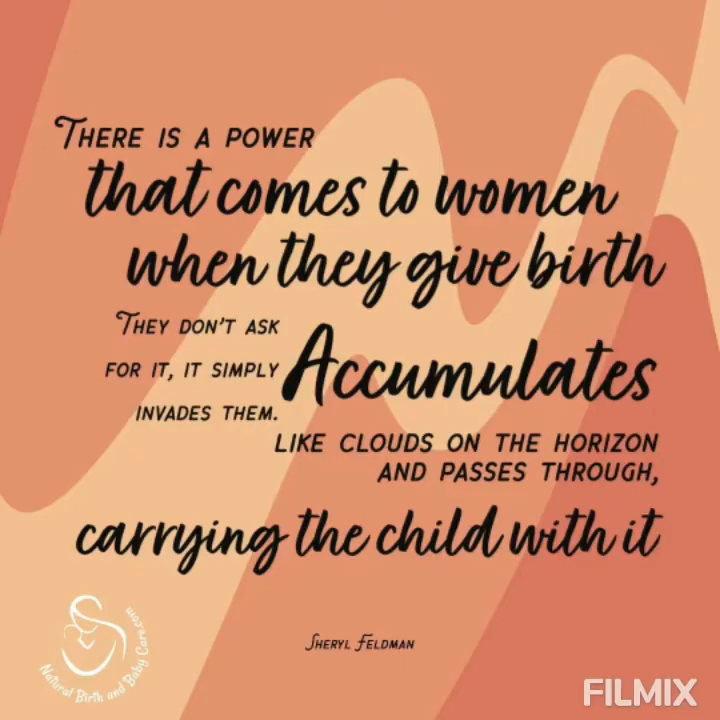 There is a power
that comes to women
when they give birth
They don't ask
for it, it simply
invades them.
Accumulates
like clouds on the horizon
and passes through,
carrying the child with it
Sheryl Feldman
Natural Birth and Baby Care.com
FILMIX